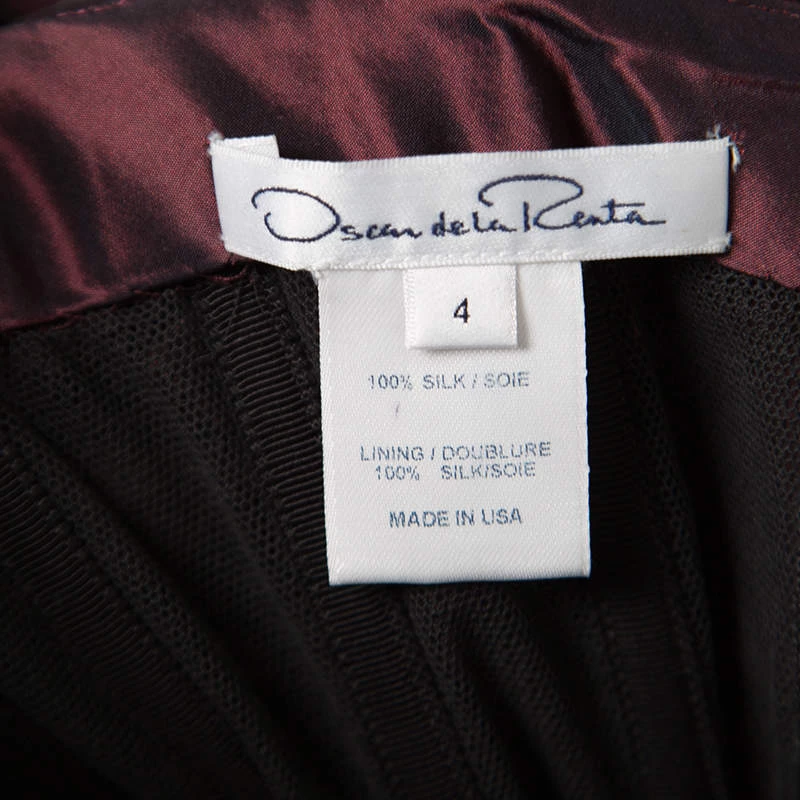 Oscar de la Renta
4
100% SILK / SOIE
LINING / DOUBLURE
100% SILK/SOIE
MADE IN USA